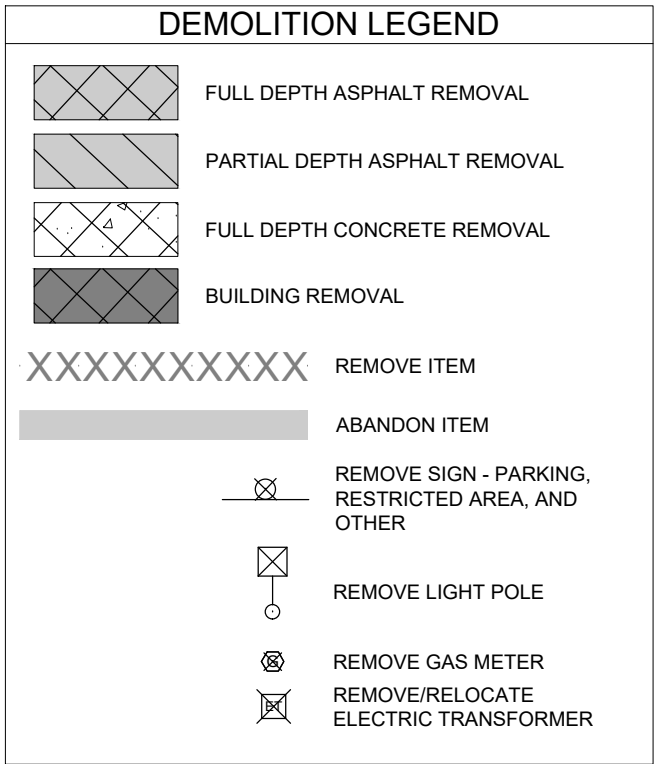 DEMOLITION LEGEND
FULL DEPTH ASPHALT REMOVAL
PARTIAL DEPTH ASPHALT REMOVAL
FULL DEPTH CONCRETE REMOVAL
BUILDING REMOVAL
XXXXXXXXXX REMOVE ITEM
ABANDON ITEM
REMOVE SIGN - PARKING,
RESTRICTED AREA, AND
OTHER
REMOVE LIGHT POLE
G REMOVE GAS METER
REMOVE/RELOCATE
ET ELECTRIC TRANSFORMER